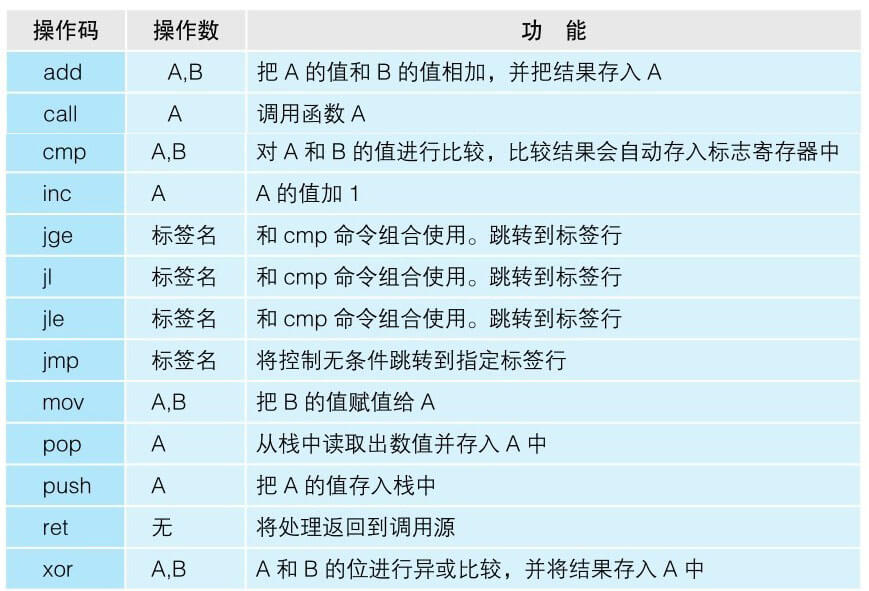 操作码 操作数 功 能
add A,B 把 A 的值和 B 的值相加，并把结果存入 A
call A 调用函数 A
cmp A,B 对 A 和 B 的值进行比较，比较结果会自动存入标志寄存器中
inc A A 的值加 1
jge 标签名 和 cmp 命令组合使用。跳转到标签行
jl 标签名 和 cmp 命令组合使用。跳转到标签行
jle 标签名 和 cmp 命令组合使用。跳转到标签行
jmp 标签名 将控制无条件跳转到指定标签行
mov A,B 把 B 的值赋值给 A
pop A 从栈中读取出数值并存入 A 中
push A 把 A 的值存入栈中
ret 无 将处理返回到调用源
xor A,B A 和 B 的位进行异或比较，并将结果存入 A 中